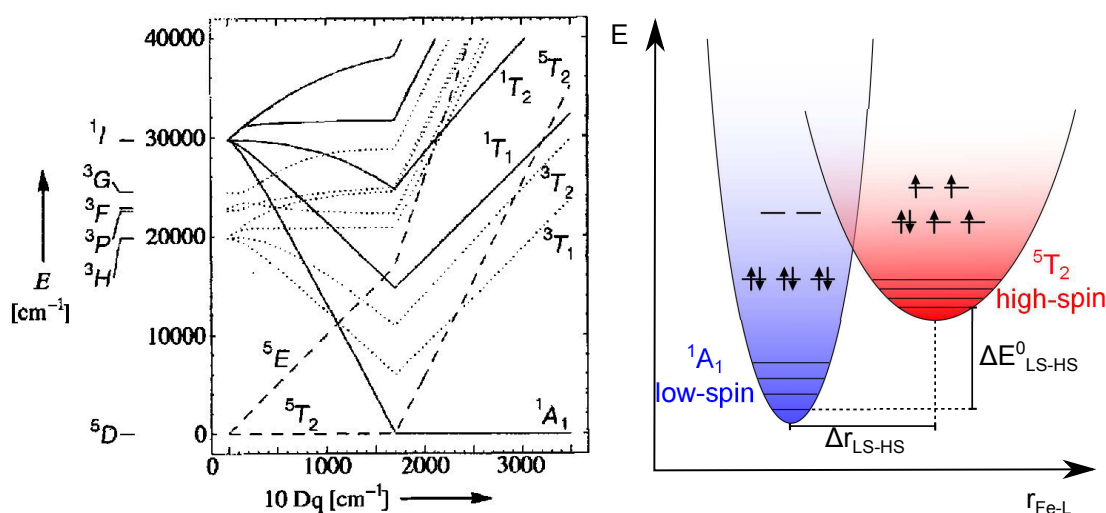 40000
30000
20000
10000
0
¹I
³G
³F
³P
³H
⁵D
E
[cm⁻¹]
⁵T₂
¹T₂
¹T₁
³T₂
³T₁
⁵E
⁵T₂
¹A₁
0 1000 2000 3000
10 Dq [cm⁻¹]
E
⁵T₂
high-spin
¹A₁
low-spin
ΔE⁰LS-HS
ΔrLS-HS
rFe-L